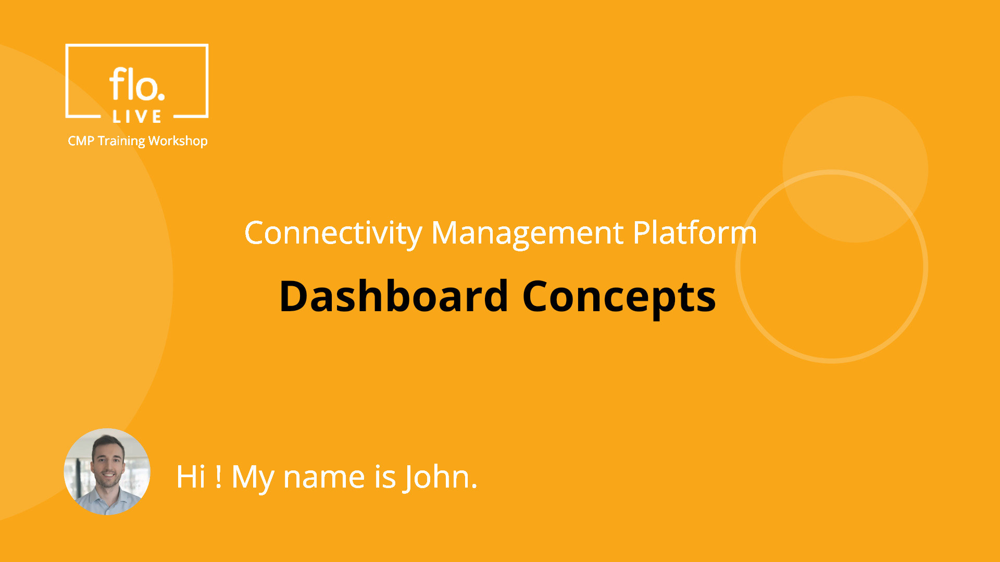 flo.
LIVE
CMP Training Workshop
Connectivity Management Platform
Dashboard Concepts
Hi ! My name is John.